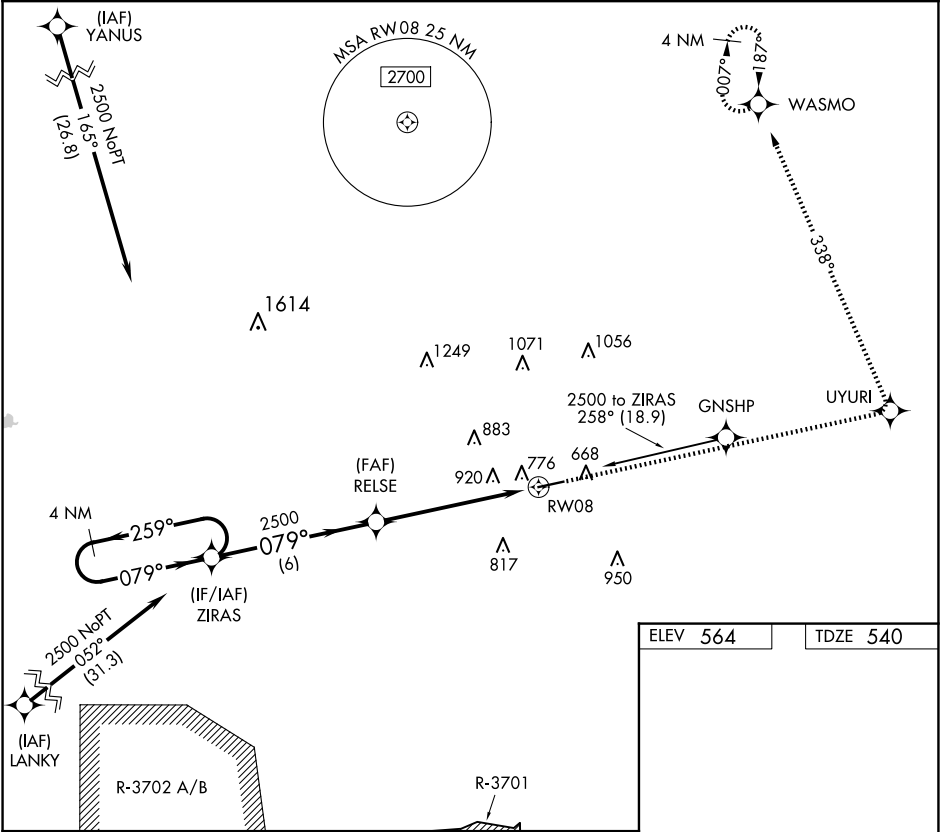 (IAF)
YANUS
2500 NoPT
165°
(26.8)
MSA RW08 25 NM
2700
4 NM
007°
187°
WASMO
338°
1614
1249
1071
1056
2500 to ZIRAS
258° (18.9)
GNSHP
UYURI
883
(FAF)
RELSE
920
776
668
RW08
4 NM
259°
079°
2500
079°
(6)
(IF/IAF)
ZIRAS
817
950
2500 NoPT
052°
(31.3)
(IAF)
LANKY
R-3702 A/B
R-3701
ELEV 564
TDZE 540